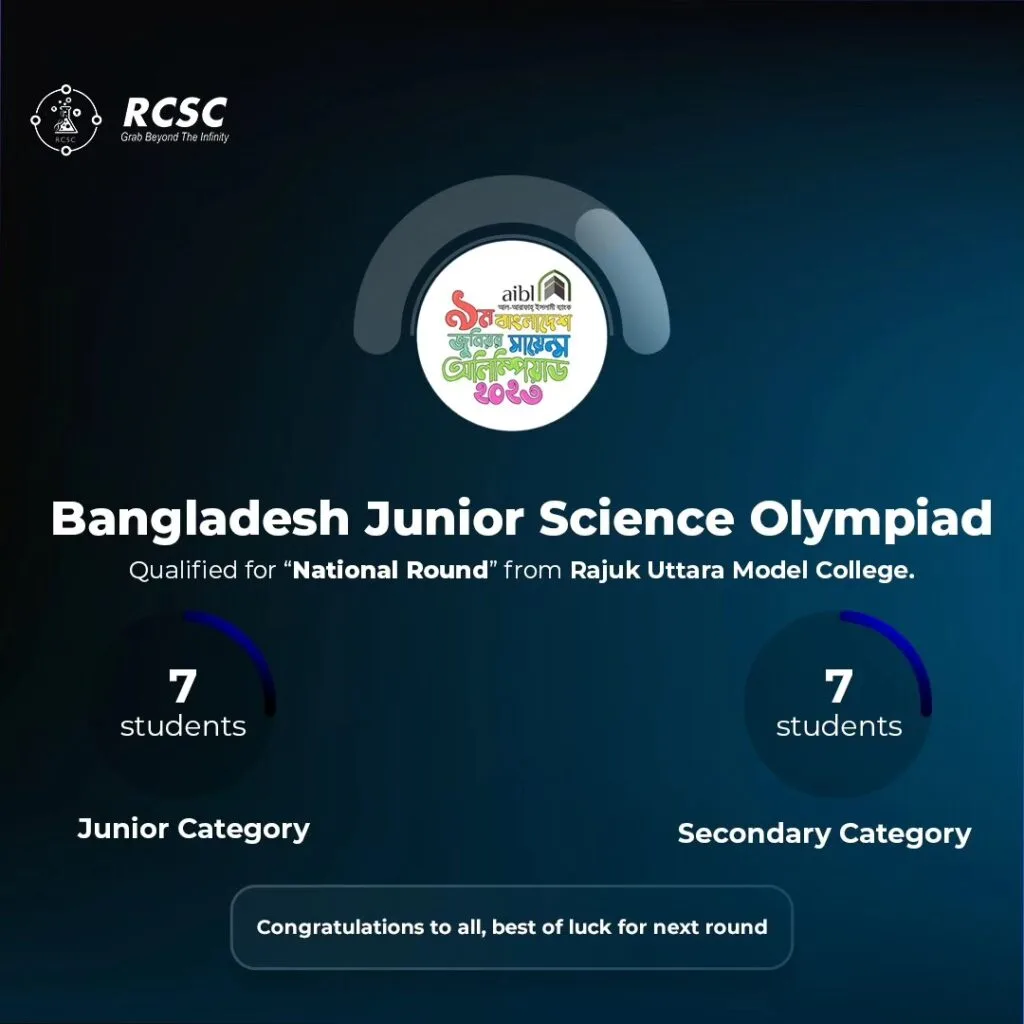 RCSC
Grab Beyond The Infinity
RCSC
aibl
আল-আরাফাহ্ ইসলামী ব্যাংক
৯ম বাংলাদেশ
জুনিয়র সায়েন্স
অলিম্পিয়াড
২০২৩
Bangladesh Junior Science Olympiad
Qualified for “National Round” from Rajuk Uttara Model College.
7
students
Junior Category
7
students
Secondary Category
Congratulations to all, best of luck for next round